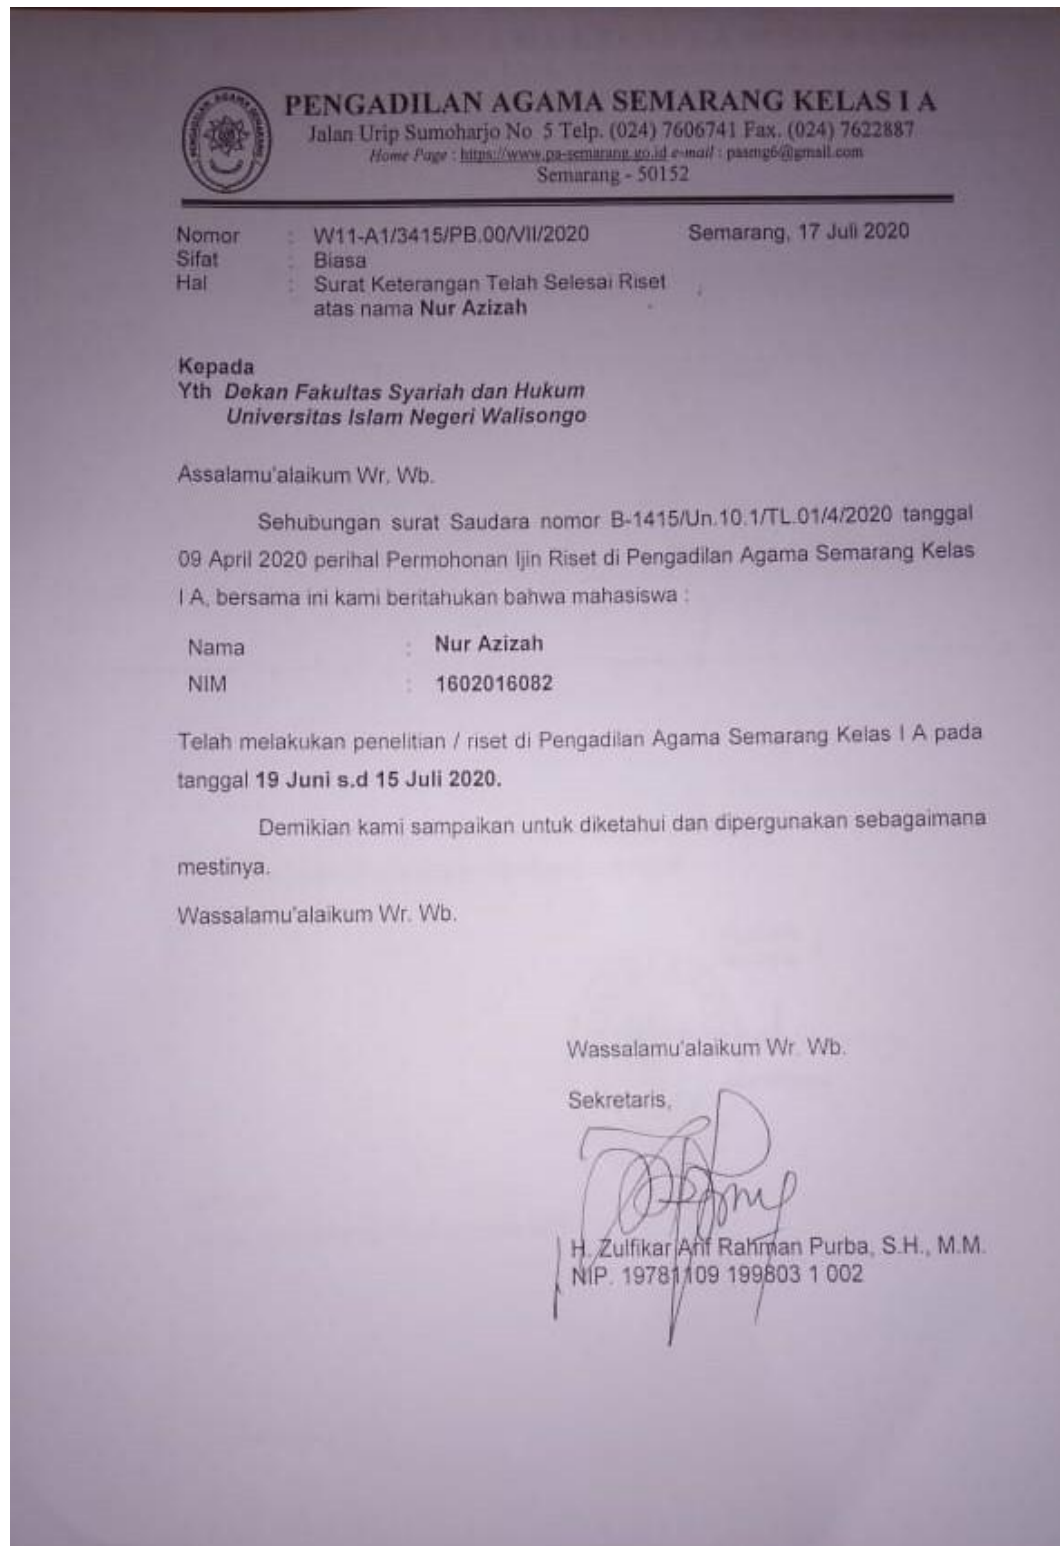 PENGADILAN AGAMA SEMARANG KELAS I A
Jalan Urip Sumoharjo No 5 Telp. (024) 7606741 Fax. (024) 7622887
Home Page : https://www.pa-semarang.go.id e-mail : pasmg6@gmail.com
Semarang - 50152
Nomor : W11-A1/3415/PB.00/VII/2020 Semarang, 17 Juli 2020
Sifat : Biasa
Hal : Surat Keterangan Telah Selesai Riset
atas nama Nur Azizah
Kepada
Yth Dekan Fakultas Syariah dan Hukum
Universitas Islam Negeri Walisongo
Assalamu'alaikum Wr. Wb.
Sehubungan surat Saudara nomor B-1415/Un.10.1/TL.01/4/2020 tanggal
09 April 2020 perihal Permohonan Ijin Riset di Pengadilan Agama Semarang Kelas
I A, bersama ini kami beritahukan bahwa mahasiswa :
Nama : Nur Azizah
NIM : 1602016082
Telah melakukan penelitian / riset di Pengadilan Agama Semarang Kelas I A pada
tanggal 19 Juni s.d 15 Juli 2020.
Demikian kami sampaikan untuk diketahui dan dipergunakan sebagaimana
mestinya.
Wassalamu'alaikum Wr. Wb.
Wassalamu'alaikum Wr. Wb.
Sekretaris,
H. Zulfikar Arif Rahman Purba, S.H., M.M.
NIP. 19781109 199803 1 002